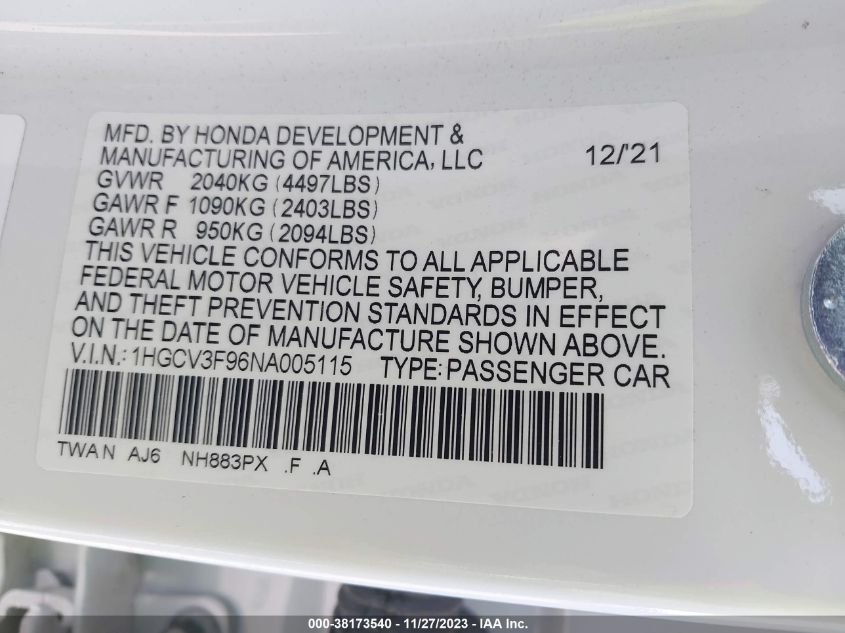 MFD. BY HONDA DEVELOPMENT &
MANUFACTURING OF AMERICA, LLC 12/'21
GVWR 2040KG (4497LBS)
GAWR F 1090KG (2403LBS)
GAWR R 950KG (2094LBS)
THIS VEHICLE CONFORMS TO ALL APPLICABLE
FEDERAL MOTOR VEHICLE SAFETY, BUMPER,
AND THEFT PREVENTION STANDARDS IN EFFECT
ON THE DATE OF MANUFACTURE SHOWN ABOVE.
V.I.N.: 1HGCV3F96NA005115 TYPE: PASSENGER CAR
TWA N AJ6 NH883PX .F .A
000-38173540 - 11/27/2023 - IAA Inc.